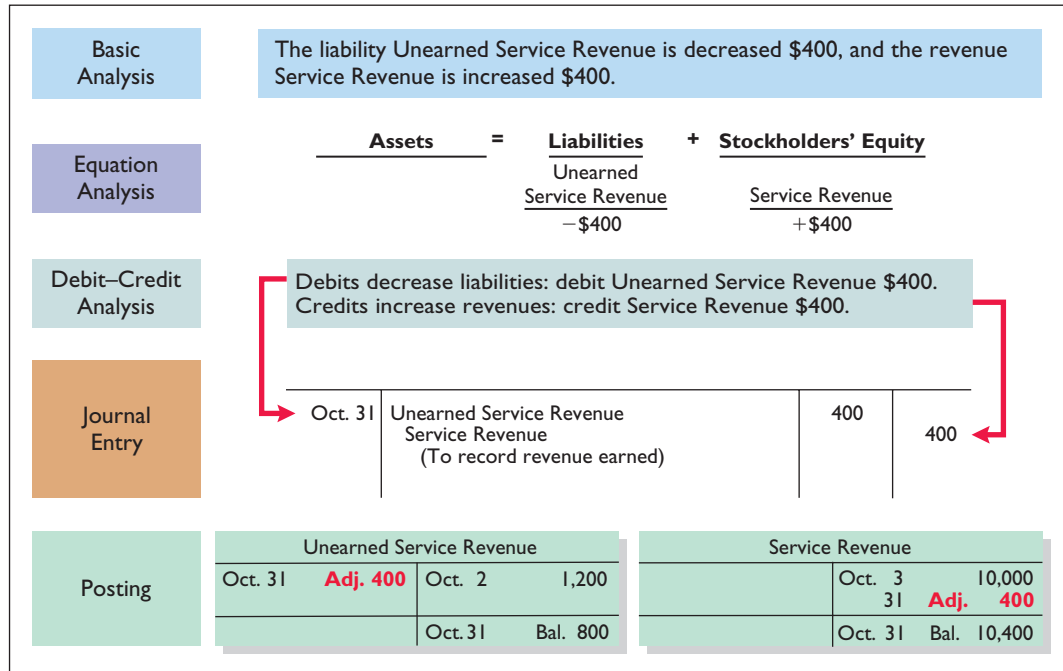 Basic
Analysis
The liability Unearned Service Revenue is decreased $400, and the revenue
Service Revenue is increased $400.
Equation
Analysis
Assets = Liabilities + Stockholders' Equity
Unearned
Service Revenue Service Revenue
−$400 +$400
Debit–Credit
Analysis
Debits decrease liabilities: debit Unearned Service Revenue $400.
Credits increase revenues: credit Service Revenue $400.
Journal
Entry
Oct. 31 Unearned Service Revenue 400
Service Revenue 400
(To record revenue earned)
Posting
Unearned Service Revenue
Oct. 31 Adj. 400 Oct. 2 1,200
Oct. 31 Bal. 800
Service Revenue
Oct. 3 10,000
31 Adj. 400
Oct. 31 Bal. 10,400